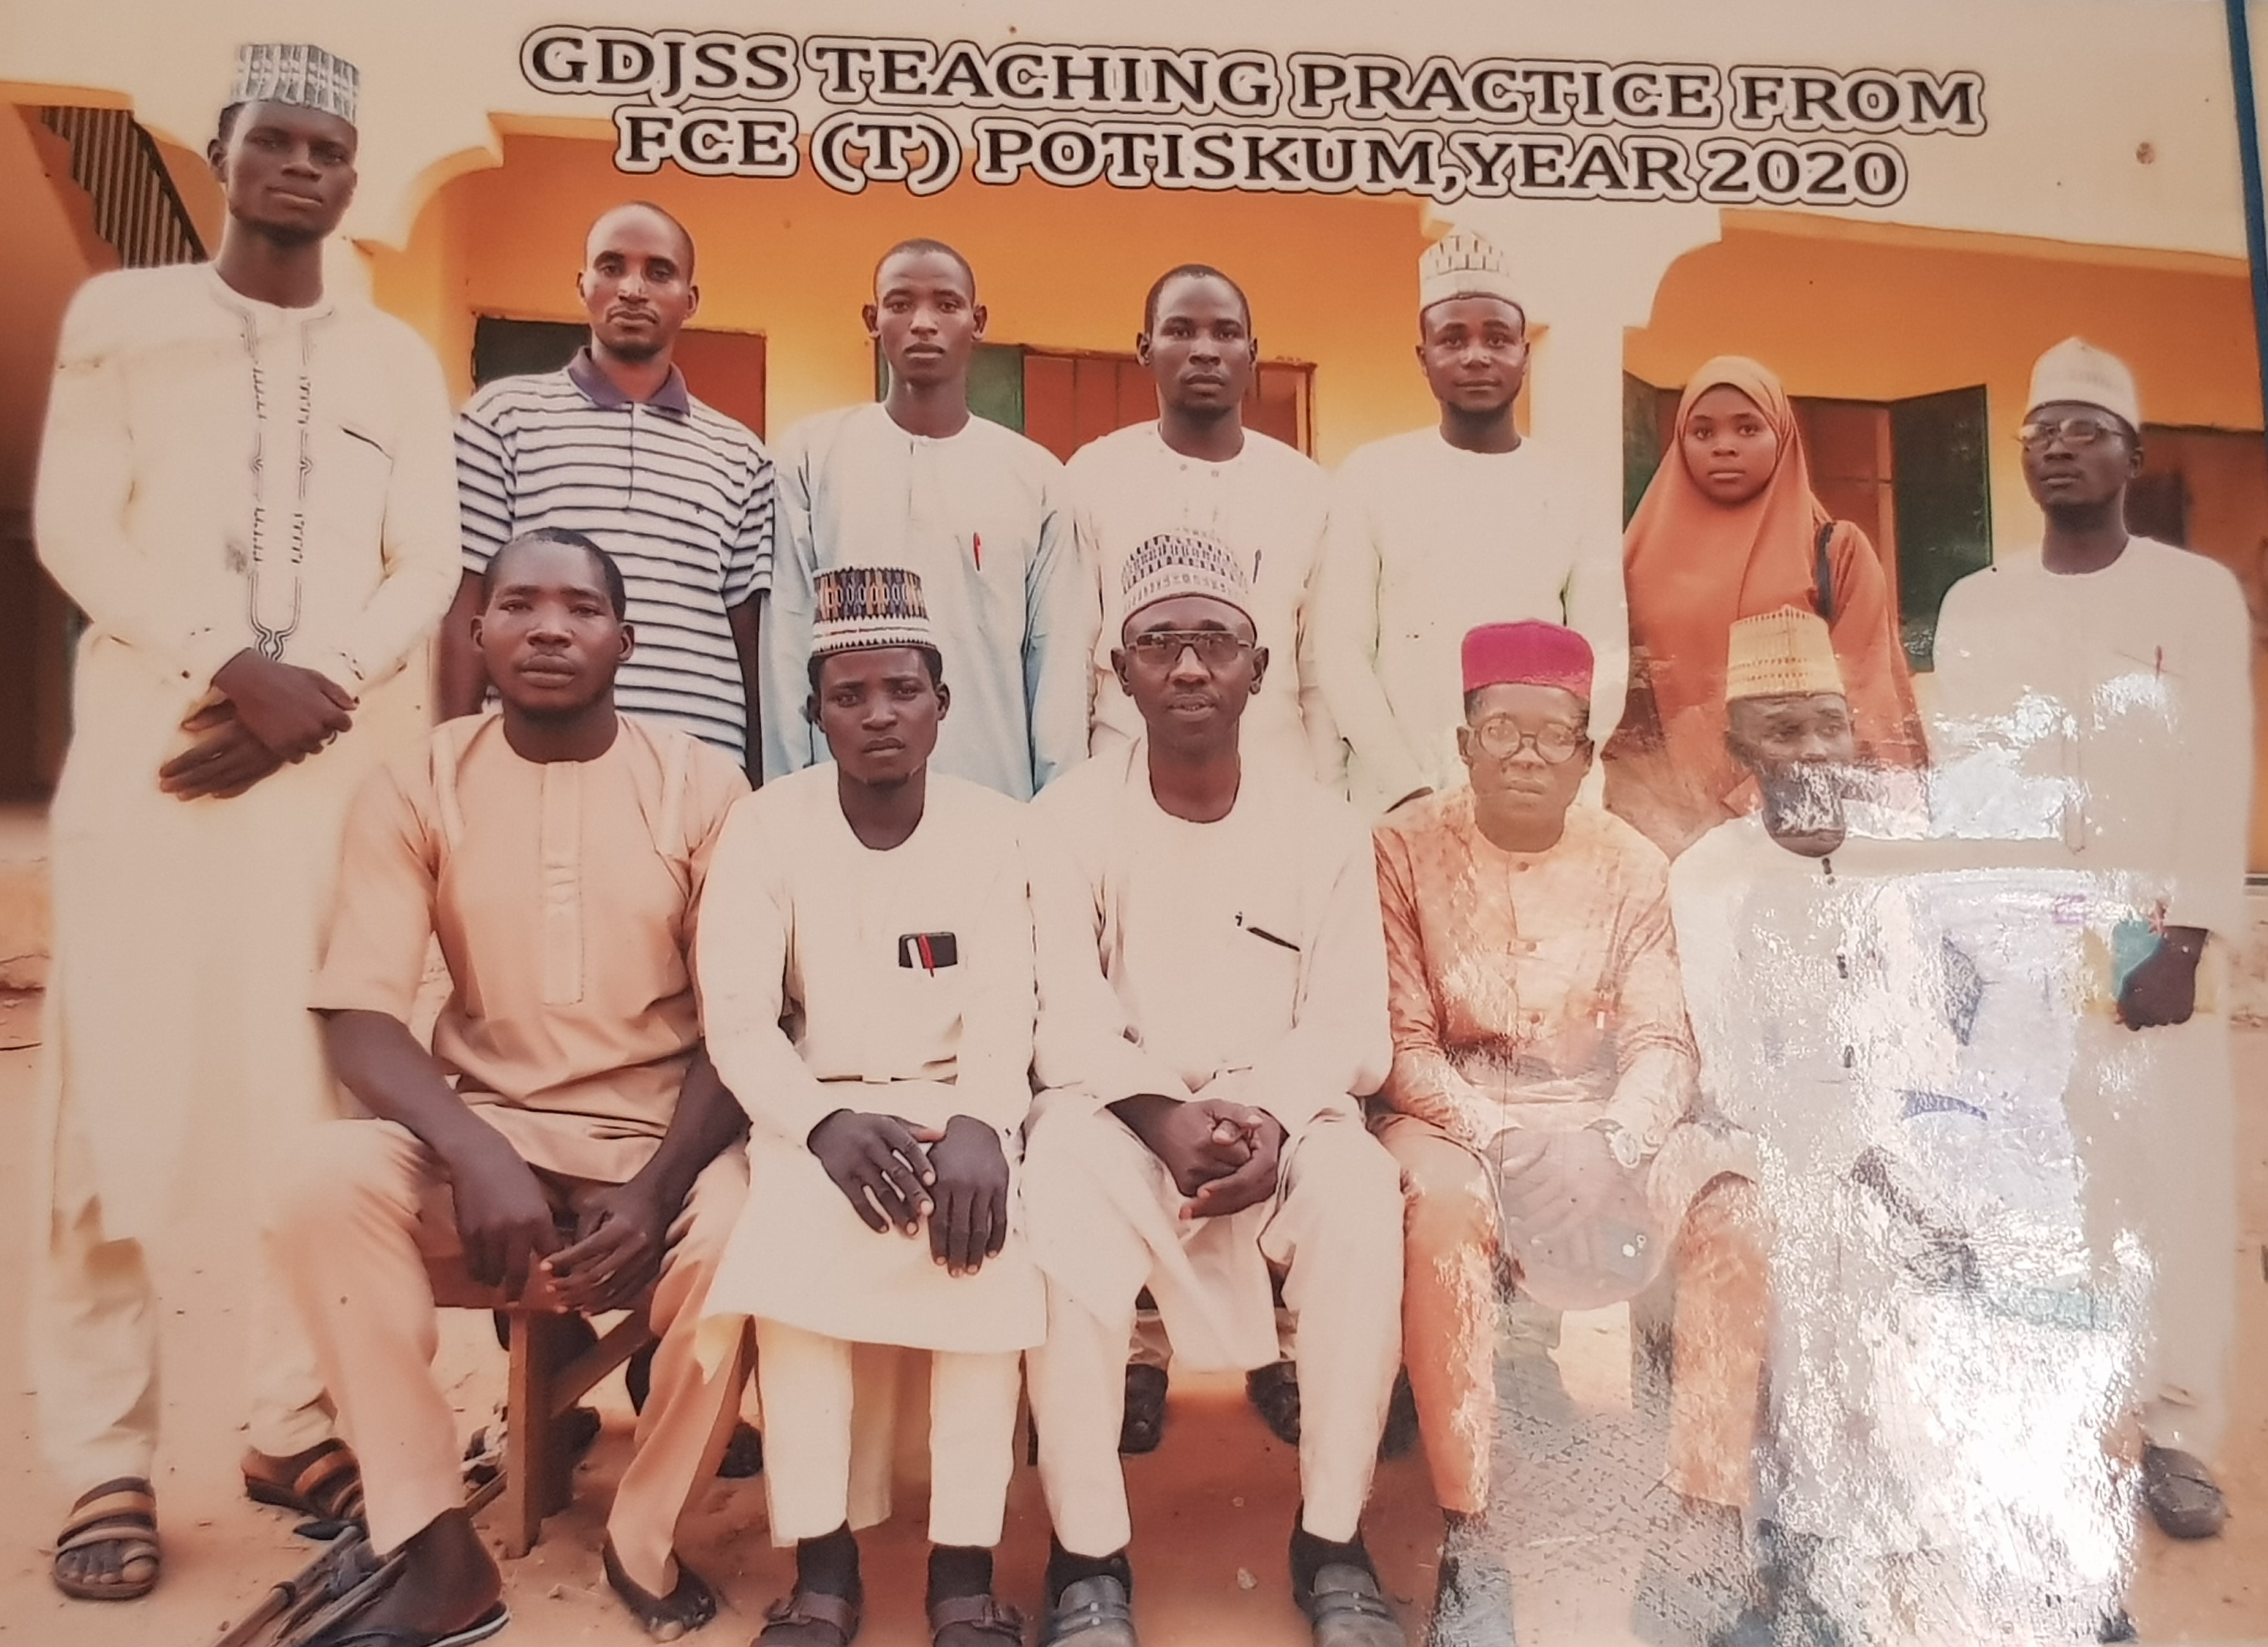 GDJSS TEACHING PRACTICE FROM
FCE (T) POTISKUM, YEAR 2020